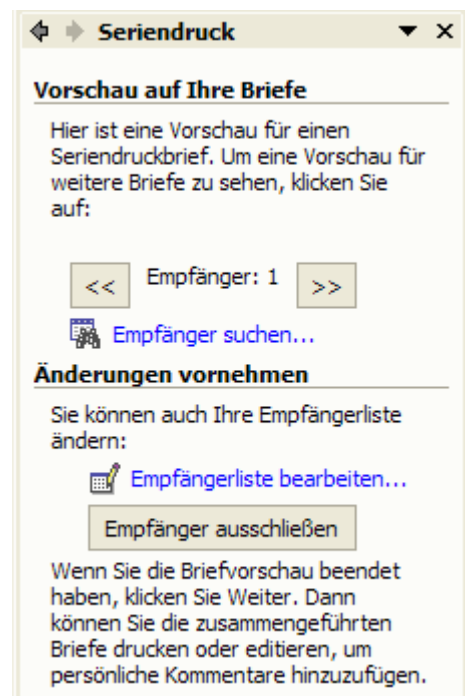 Seriendruck
Vorschau auf Ihre Briefe
Hier ist eine Vorschau für einen
Seriendruckbrief. Um eine Vorschau für
weitere Briefe zu sehen, klicken Sie
auf:
<< Empfänger: 1 >>
Empfänger suchen...
Änderungen vornehmen
Sie können auch Ihre Empfängerliste
ändern:
Empfängerliste bearbeiten...
Empfänger ausschließen
Wenn Sie die Briefvorschau beendet
haben, klicken Sie Weiter. Dann
können Sie die zusammengeführten
Briefe drucken oder editieren, um
persönliche Kommentare hinzuzufügen.